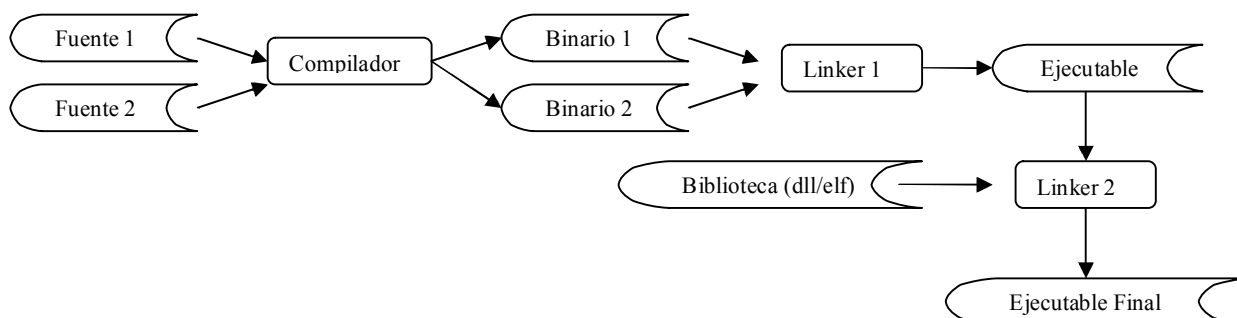 Fuente 1
Binario 1
Compilador
Linker 1
Ejecutable
Fuente 2
Binario 2
Biblioteca (dll/elf)
Linker 2
Ejecutable Final